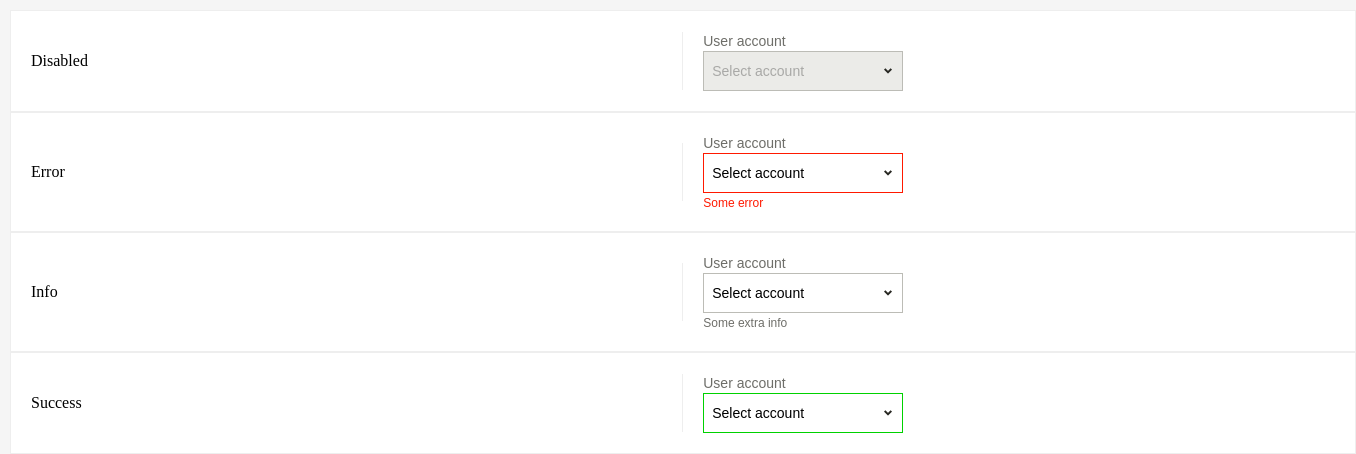 Disabled
User account
Select account
Error
User account
Select account
Some error
Info
User account
Select account
Some extra info
Success
User account
Select account